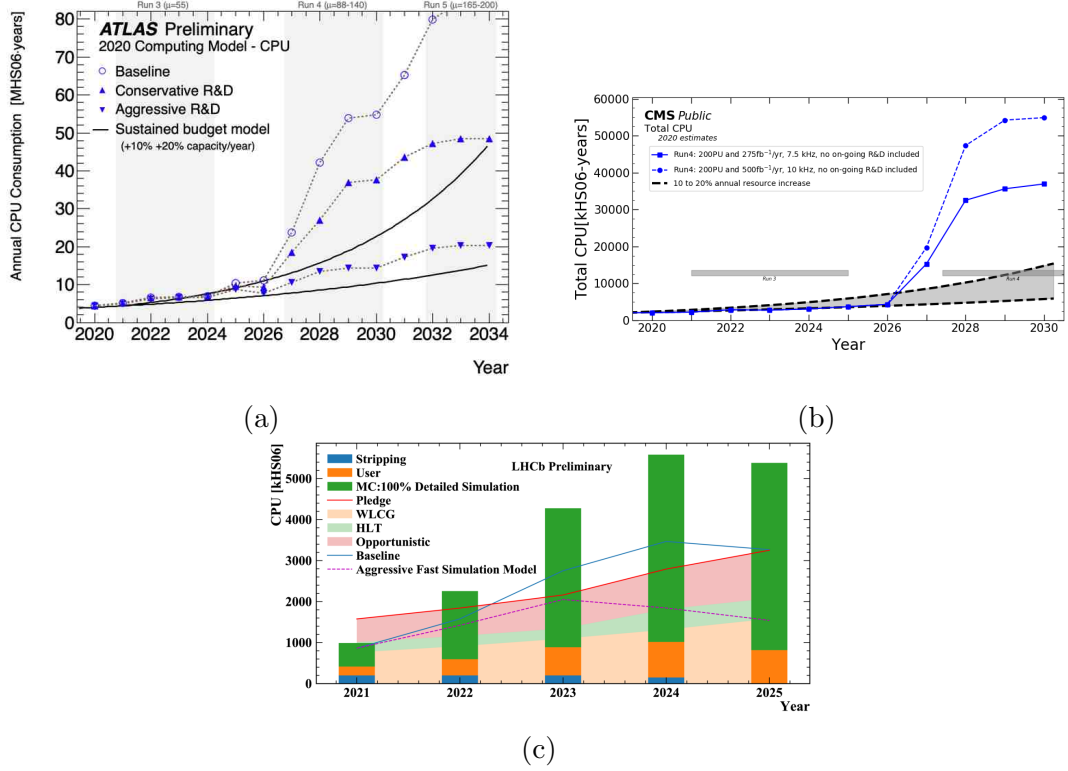 Run 3 (μ=55)
Run 4 (μ=88-140)
Run 5 (μ=165-200)
ATLAS Preliminary
2020 Computing Model - CPU
Baseline
Conservative R&D
Aggressive R&D
Sustained budget model
(+10% +20% capacity/year)
Annual CPU Consumption [MHS06-years]
80
70
60
50
40
30
20
10
0
2020 2022 2024 2026 2028 2030 2032 2034
Year
(a)
CMS Public
Total CPU
2020 estimates
Run4: 200PU and 275fb⁻¹/yr, 7.5 kHz, no on-going R&D included
Run4: 200PU and 500fb⁻¹/yr, 10 kHz, no on-going R&D included
10 to 20% annual resource increase
Total CPU[kHS06-years]
60000
50000
40000
30000
20000
10000
0
Run 3
Run 4
2020 2022 2024 2026 2028 2030
Year
(b)
LHCb Preliminary
Stripping
User
MC:100% Detailed Simulation
Pledge
WLCG
HLT
Opportunistic
Baseline
Aggressive Fast Simulation Model
CPU [kHS06]
5000
4000
3000
2000
1000
0
2021 2022 2023 2024 2025
Year
(c)